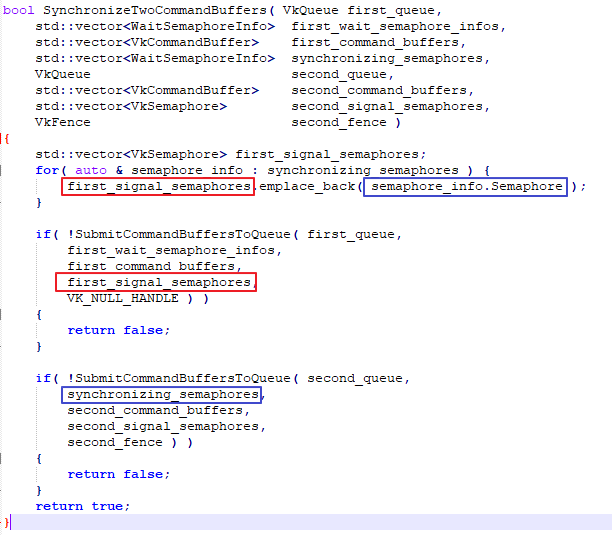 bool SynchronizeTwoCommandBuffers( VkQueue first_queue,
std::vector<WaitSemaphoreInfo> first_wait_semaphore_infos,
std::vector<VkCommandBuffer> first_command_buffers,
std::vector<WaitSemaphoreInfo> synchronizing_semaphores,
VkQueue second_queue,
std::vector<VkCommandBuffer> second_command_buffers,
std::vector<VkSemaphore> second_signal_semaphores,
VkFence second_fence )
{
std::vector<VkSemaphore> first_signal_semaphores;
for( auto & semaphore_info : synchronizing_semaphores ) {
first_signal_semaphores.emplace_back( semaphore_info.Semaphore );
}
if( !SubmitCommandBuffersToQueue( first_queue,
first_wait_semaphore_infos,
first_command_buffers,
first_signal_semaphores,
VK_NULL_HANDLE ) )
{
return false;
}
if( !SubmitCommandBuffersToQueue( second_queue,
synchronizing_semaphores,
second_command_buffers,
second_signal_semaphores,
second_fence ) )
{
return false;
}
return true;
}